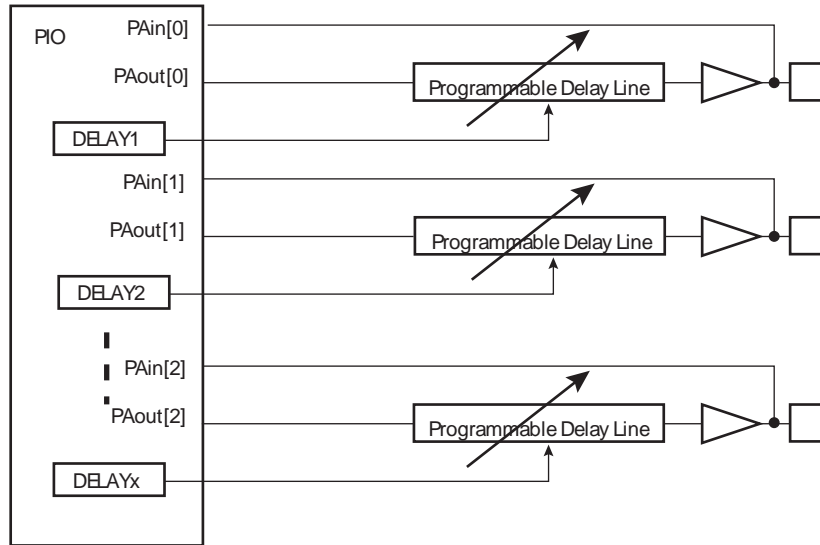 PIO
PAin[0]
PAout[0]
Programmable Delay Line
DELAY1
PAin[1]
PAout[1]
Programmable Delay Line
DELAY2
PAin[2]
PAout[2]
Programmable Delay Line
DELAYx